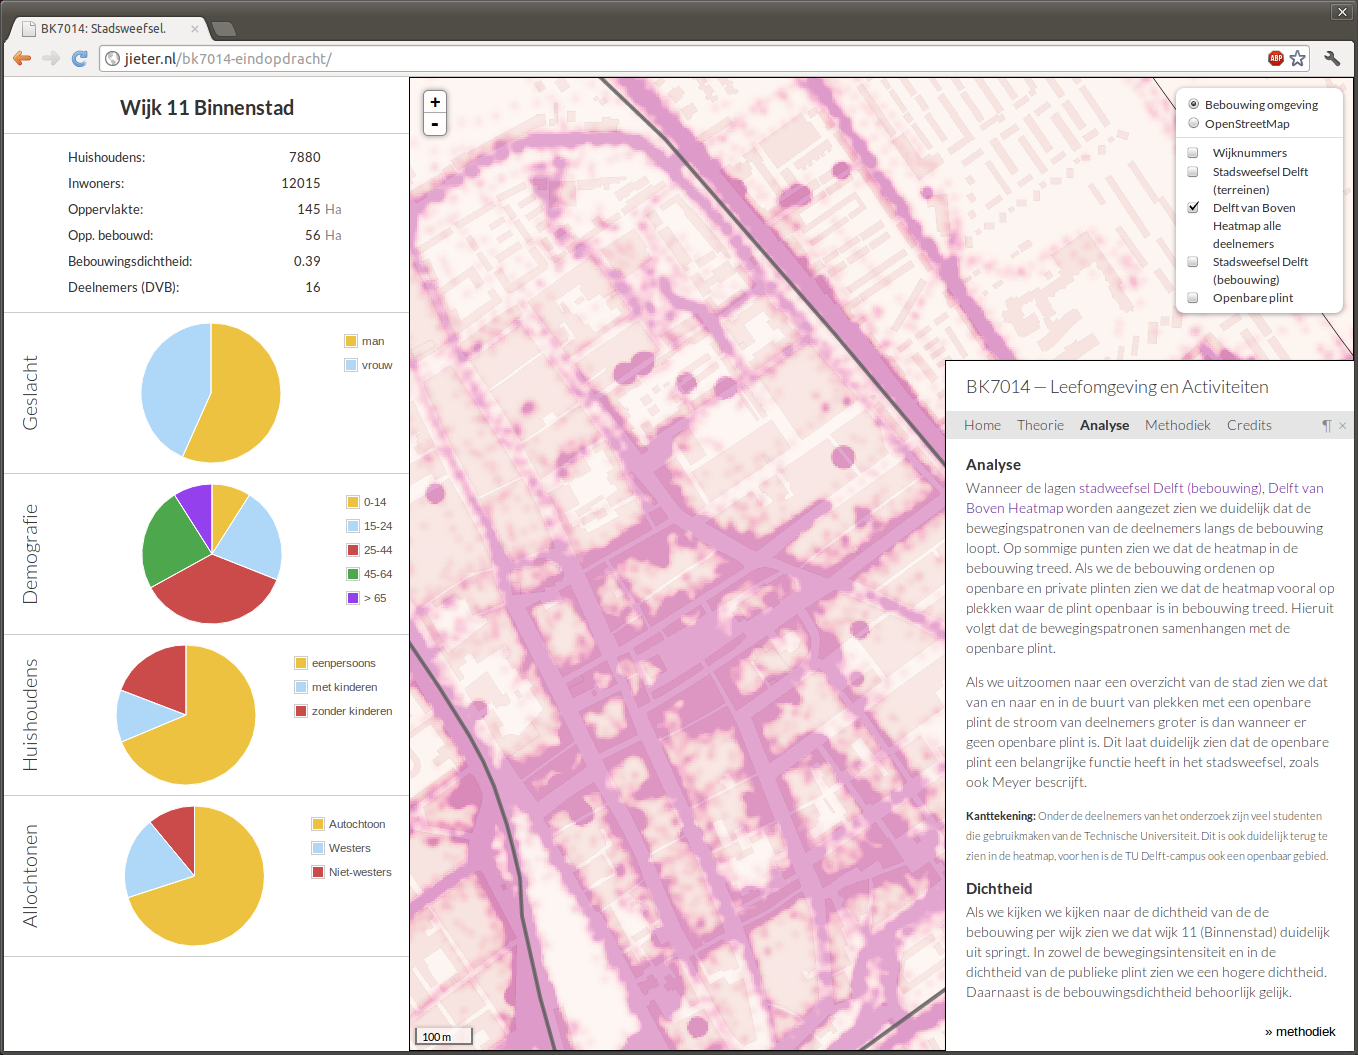 BK7014: Stadsweefsel.
jieter.nl/bk7014-eindopdracht/
ABP
Wijk 11 Binnenstad
Huishoudens: 7880
Inwoners: 12015
Oppervlakte: 145 Ha
Opp. bebouwd: 56 Ha
Bebouwingsdichtheid: 0.39
Deelnemers (DVB): 16
Geslacht
man
vrouw
Demografie
0-14
15-24
25-44
45-64
> 65
Huishoudens
eenpersoons
met kinderen
zonder kinderen
Allochtonen
Autochtoon
Westers
Niet-westers
+
-
100 m
Bebouwing omgeving
OpenStreetMap
Wijknummers
Stadsweefsel Delft
(terreinen)
Delft van Boven
Heatmap alle
deelnemers
Stadsweefsel Delft
(bebouwing)
Openbare plint
BK7014 — Leefomgeving en Activiteiten
Home Theorie Analyse Methodiek Credits ¶ ×
Analyse
Wanneer de lagen stadweefsel Delft (bebouwing), Delft van
Boven Heatmap worden aangezet zien we duidelijk dat de
bewegingspatronen van de deelnemers langs de bebouwing
loopt. Op sommige punten zien we dat de heatmap in de
bebouwing treed. Als we de bebouwing ordenen op
openbare en private plinten zien we dat de heatmap vooral op
plekken waar de plint openbaar is in bebouwing treed. Hieruit
volgt dat de bewegingspatronen samenhangen met de
openbare plint.
Als we uitzoomen naar een overzicht van de stad zien we dat
van en naar en in de buurt van plekken met een openbare
plint de stroom van deelnemers groter is dan wanneer er
geen openbare plint is. Dit laat duidelijk zien dat de openbare
plint een belangrijke functie heeft in het stadsweefsel, zoals
ook Meyer bescrijft.
Kanttekening: Onder de deelnemers van het onderzoek zijn veel studenten
die gebruikmaken van de Technische Universiteit. Dit is ook duidelijk terug te
zien in de heatmap, voor hen is de TU Delft-campus ook een openbaar gebied.
Dichtheid
Als we kijken we kijken naar de dichtheid van de de
bebouwing per wijk zien we dat wijk 11 (Binnenstad) duidelijk
uit springt. In zowel de bewegingsintensiteit en in de
dichtheid van de publieke plint zien we een hogere dichtheid.
Daarnaast is de bebouwingsdichtheid behoorlijk gelijk.
» methodiek